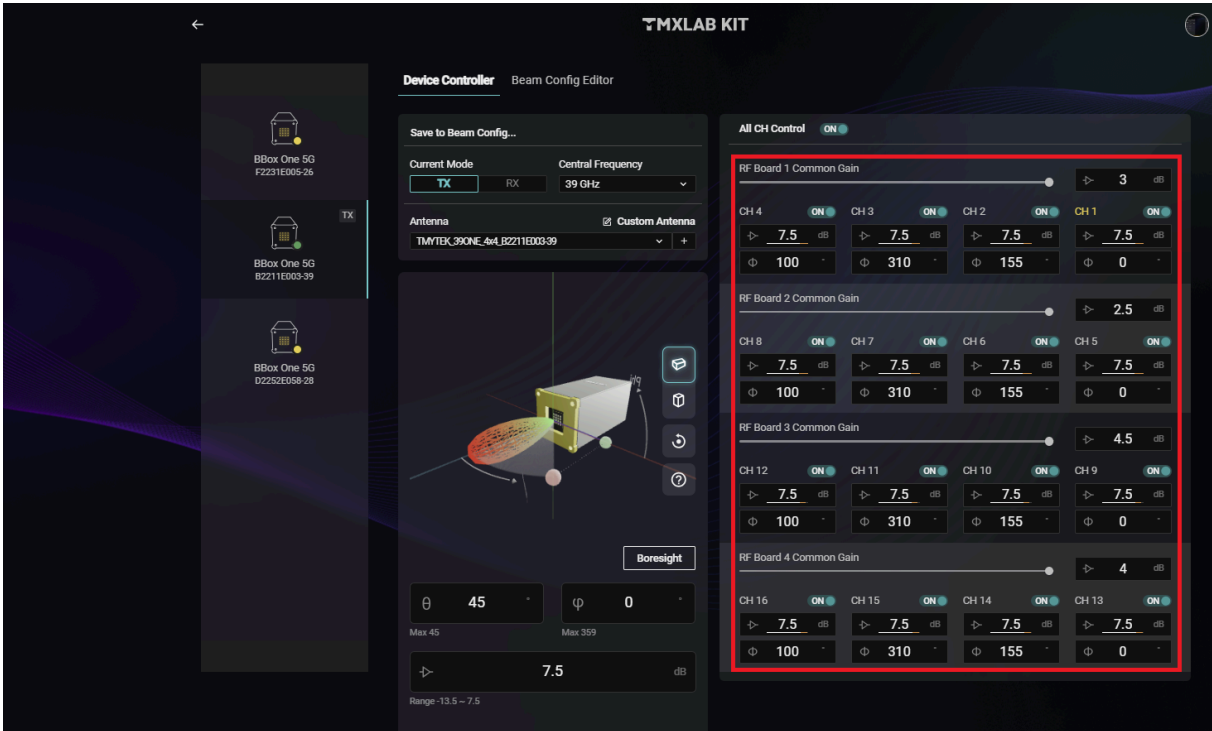 TMXLAB KIT
Device Controller Beam Config Editor
BBox One 5G
F2231E005-26
TX
BBox One 5G
B2211E003-39
BBox One 5G
D2252E058-28
Save to Beam Config...
Current Mode Central Frequency
TX RX 39 GHz
Antenna Custom Antenna
TMYTEK_39ONE_4x4_B2211E003-39 +
Boresight
θ 45 ° φ 0 °
Max 45 Max 359
7.5 dB
Range -13.5 ~ 7.5
All CH Control ON
RF Board 1 Common Gain
3 dB
CH 4 ON CH 3 ON CH 2 ON CH 1 ON
7.5 dB 7.5 dB 7.5 dB 7.5 dB
Φ 100 ° Φ 310 ° Φ 155 ° Φ 0 °
RF Board 2 Common Gain
2.5 dB
CH 8 ON CH 7 ON CH 6 ON CH 5 ON
7.5 dB 7.5 dB 7.5 dB 7.5 dB
Φ 100 ° Φ 310 ° Φ 155 ° Φ 0 °
RF Board 3 Common Gain
4.5 dB
CH 12 ON CH 11 ON CH 10 ON CH 9 ON
7.5 dB 7.5 dB 7.5 dB 7.5 dB
Φ 100 ° Φ 310 ° Φ 155 ° Φ 0 °
RF Board 4 Common Gain
4 dB
CH 16 ON CH 15 ON CH 14 ON CH 13 ON
7.5 dB 7.5 dB 7.5 dB 7.5 dB
Φ 100 ° Φ 310 ° Φ 155 ° Φ 0 °